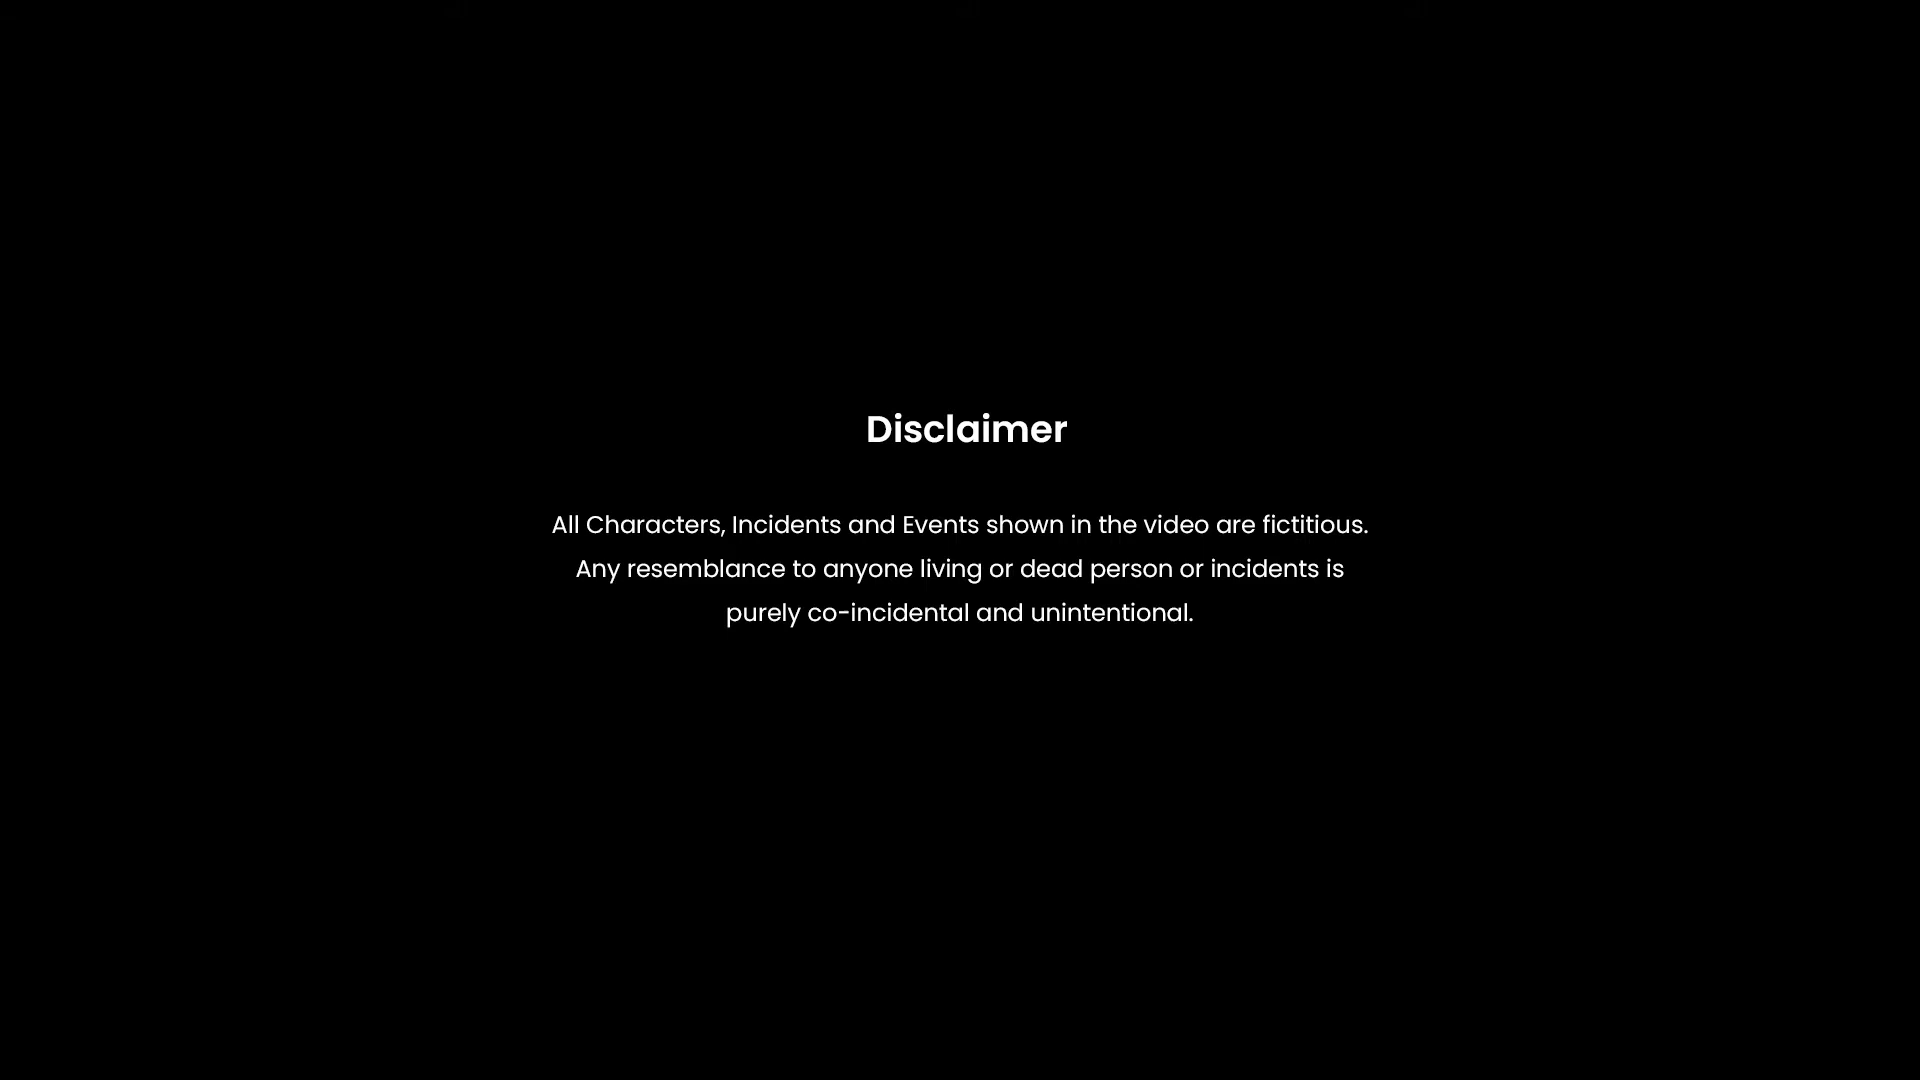 Disclaimer
All Characters, Incidents and Events shown in the video are fictitious.
Any resemblance to anyone living or dead person or incidents is
purely co-incidental and unintentional.